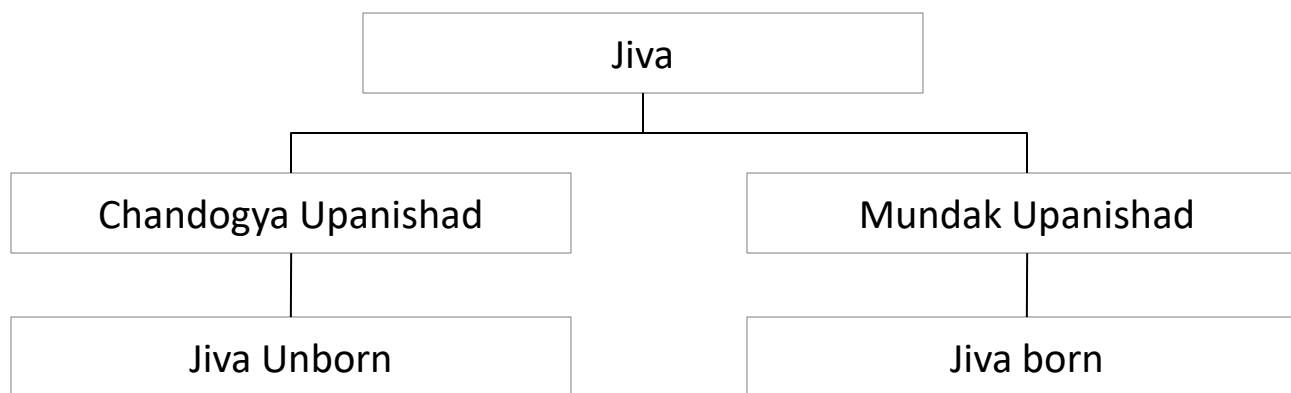 Jiva
Chandogya Upanishad
Mundak Upanishad
Jiva Unborn
Jiva born